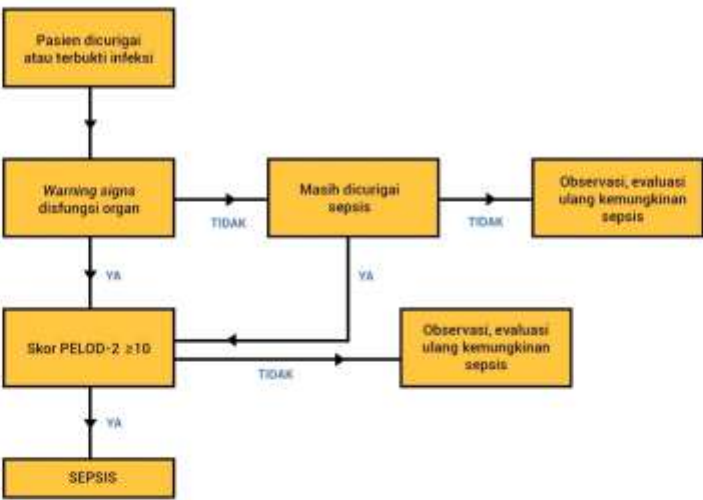 Pasien dicurigai
atau terbukti infeksi
Warning signs
disfungsi organ
TIDAK
Masih dicurigai
sepsis
TIDAK
Observasi, evaluasi
ulang kemungkinan
sepsis
YA
YA
Skor PELOD-2 ≥10
TIDAK
Observasi, evaluasi
ulang kemungkinan
sepsis
YA
SEPSIS